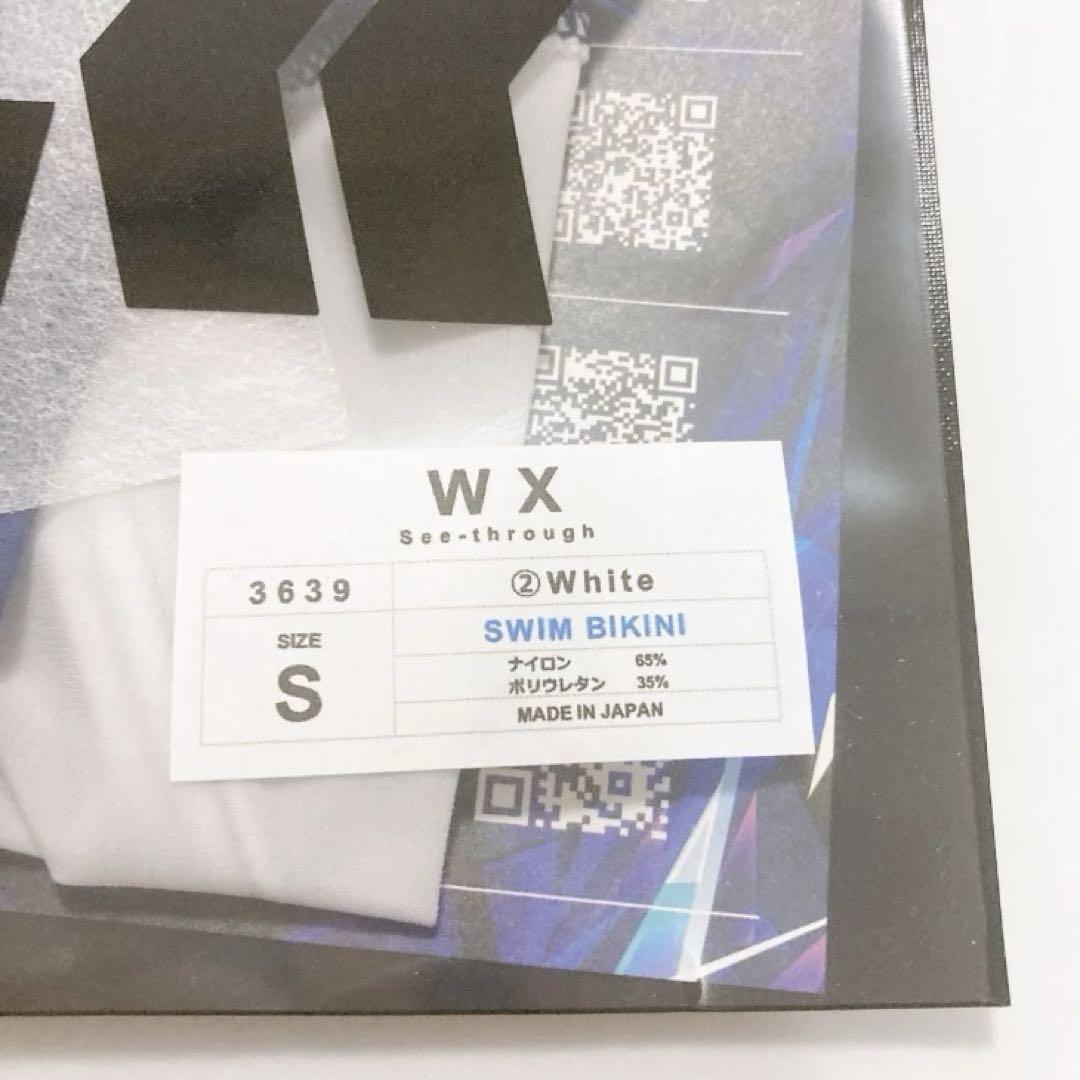 W X
See-through
3639
②White
SIZE
S
SWIM BIKINI
ナイロン 65%
ポリウレタン 35%
MADE IN JAPAN